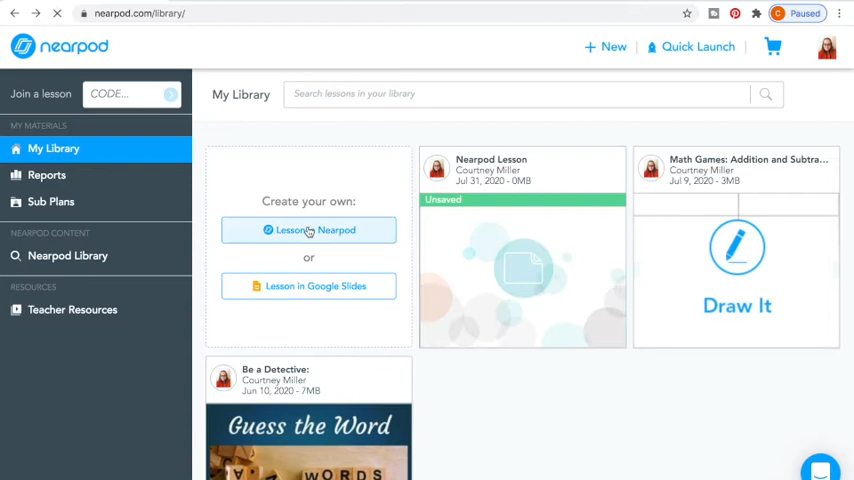 nearpod.com/library/
C
Paused
nearpod
+ New
Quick Launch
Join a lesson
CODE...
My Library
Search lessons in your library
MY MATERIALS
My Library
Reports
Sub Plans
NEARPOD CONTENT
Nearpod Library
RESOURCES
Teacher Resources
Create your own:
Lesson in Nearpod
or
Lesson in Google Slides
Nearpod Lesson
Courtney Miller
Jul 31, 2020 - 0MB
Unsaved
Math Games: Addition and Subtra...
Courtney Miller
Jul 9, 2020 - 3MB
Draw It
Be a Detective:
Courtney Miller
Jun 10, 2020 - 7MB
Guess the Word
WORDS